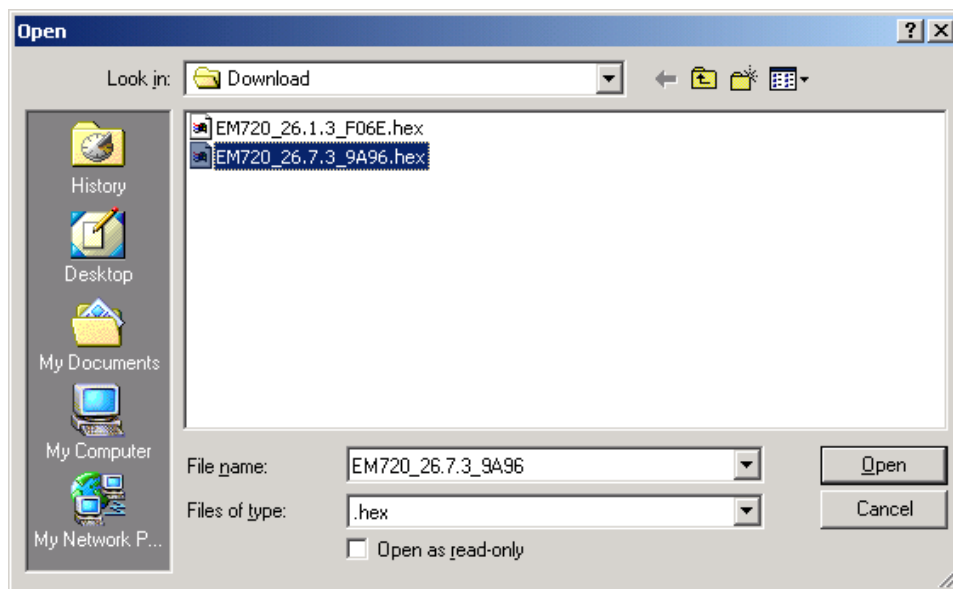 Open
Look in:
Download
EM720_26.1.3_F06E.hex
EM720_26.7.3_9A96.hex
History
Desktop
My Documents
My Computer
My Network P...
File name:
EM720_26.7.3_9A96
Open
Files of type:
.hex
Cancel
Open as read-only